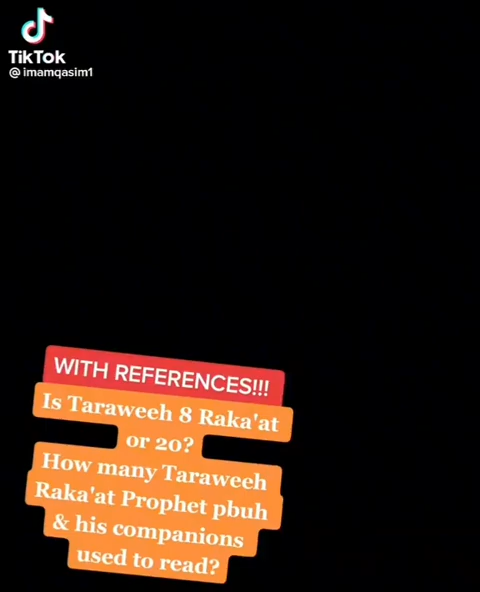 TikTok
@imamqasim1
WITH REFERENCES!!!
Is Taraweeh 8 Raka'at
or 20?
How many Taraweeh
Raka'at Prophet pbuh
& his companions
used to read?